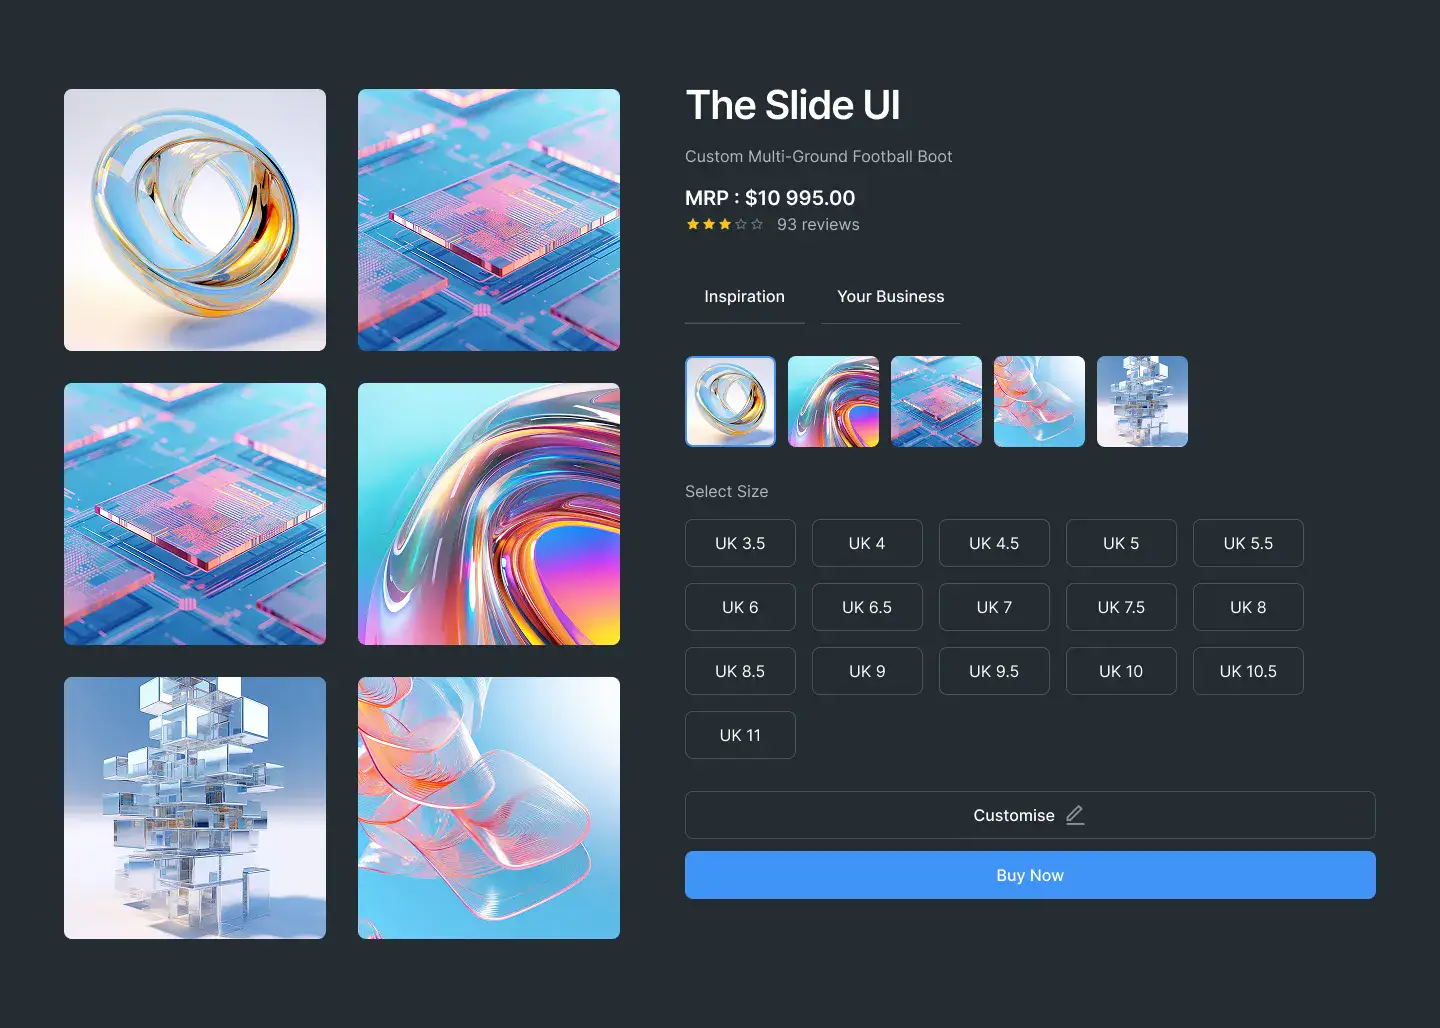 The Slide UI
Custom Multi-Ground Football Boot
MRP : $10 995.00
93 reviews
Inspiration Your Business
Select Size
UK 3.5 UK 4 UK 4.5 UK 5 UK 5.5
UK 6 UK 6.5 UK 7 UK 7.5 UK 8
UK 8.5 UK 9 UK 9.5 UK 10 UK 10.5
UK 11
Customise
Buy Now